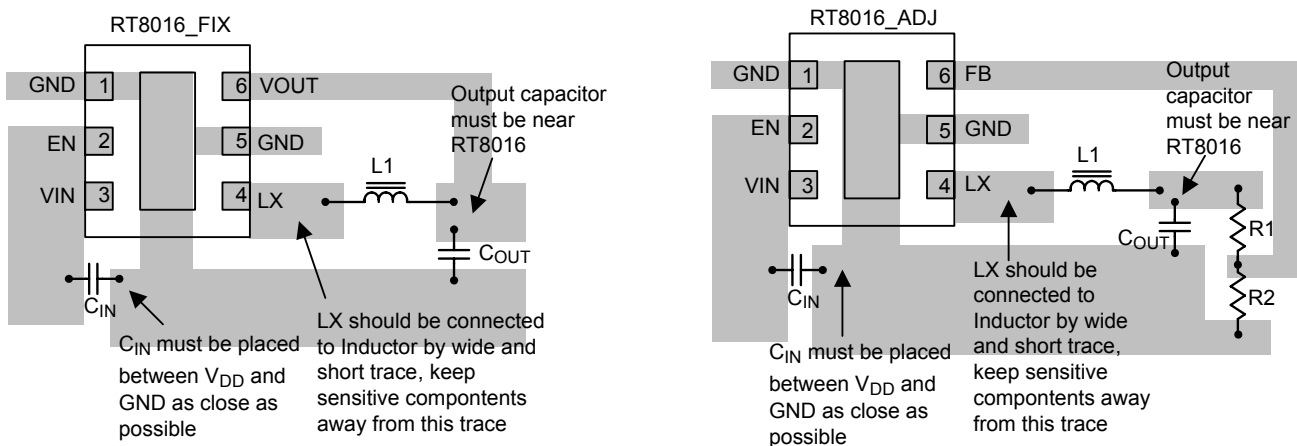 RT8016_FIX
GND 1
6 VOUT
EN 2
5 GND
VIN 3
4 LX
L1
Output capacitor
must be near
RT8016
COUT
CIN
CIN must be placed
between VDD and
GND as close as
possible
LX should be connected
to Inductor by wide and
short trace, keep
sensitive compontents
away from this trace
RT8016_ADJ
GND 1
6 FB
EN 2
5 GND
VIN 3
4 LX
L1
Output
capacitor
must be near
RT8016
R1
COUT
R2
CIN
CIN must be placed
between VDD and
GND as close as
possible
LX should be
connected to
Inductor by wide
and short trace,
keep sensitive
compontents away
from this trace